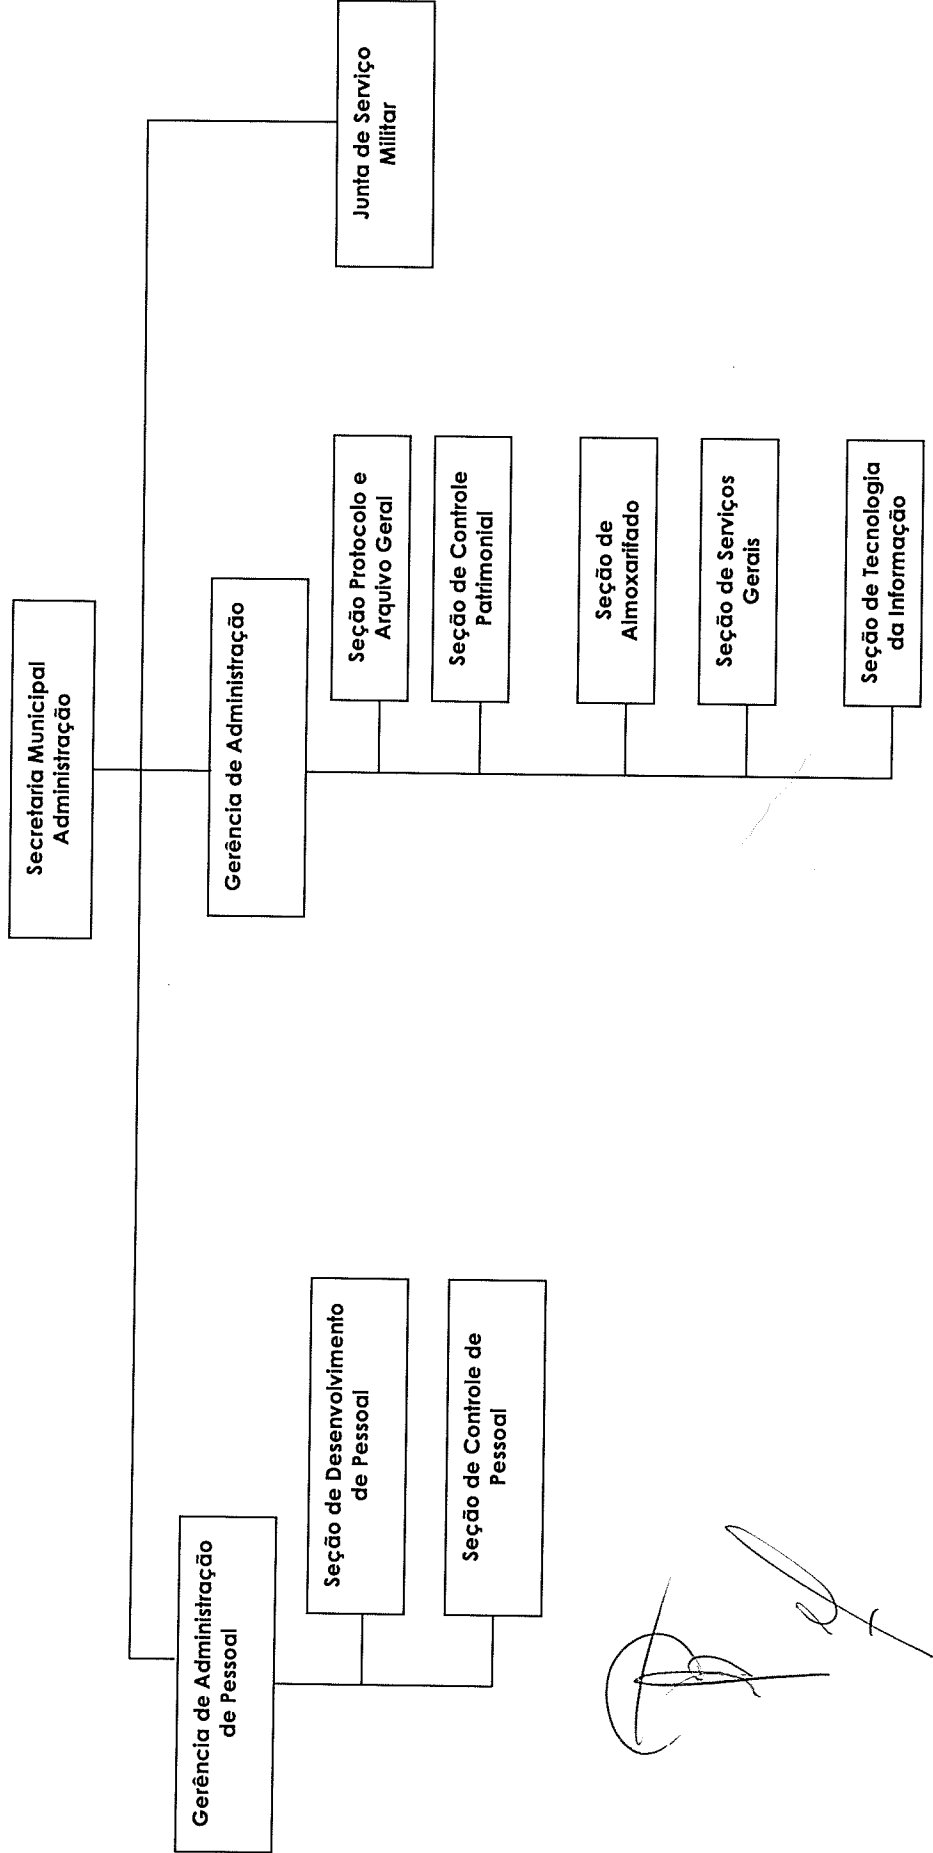 Secretaria Municipal
Administração
Gerência de Administração
de Pessoal
Seção de Desenvolvimento
de Pessoal
Seção de Controle de
Pessoal
Gerência de Administração
Seção Protocolo e
Arquivo Geral
Seção de Controle
Patrimonial
Seção de
Almoxarifado
Seção de Serviços
Gerais
Seção de Tecnologia
da Informação
Junta de Serviço
Militar